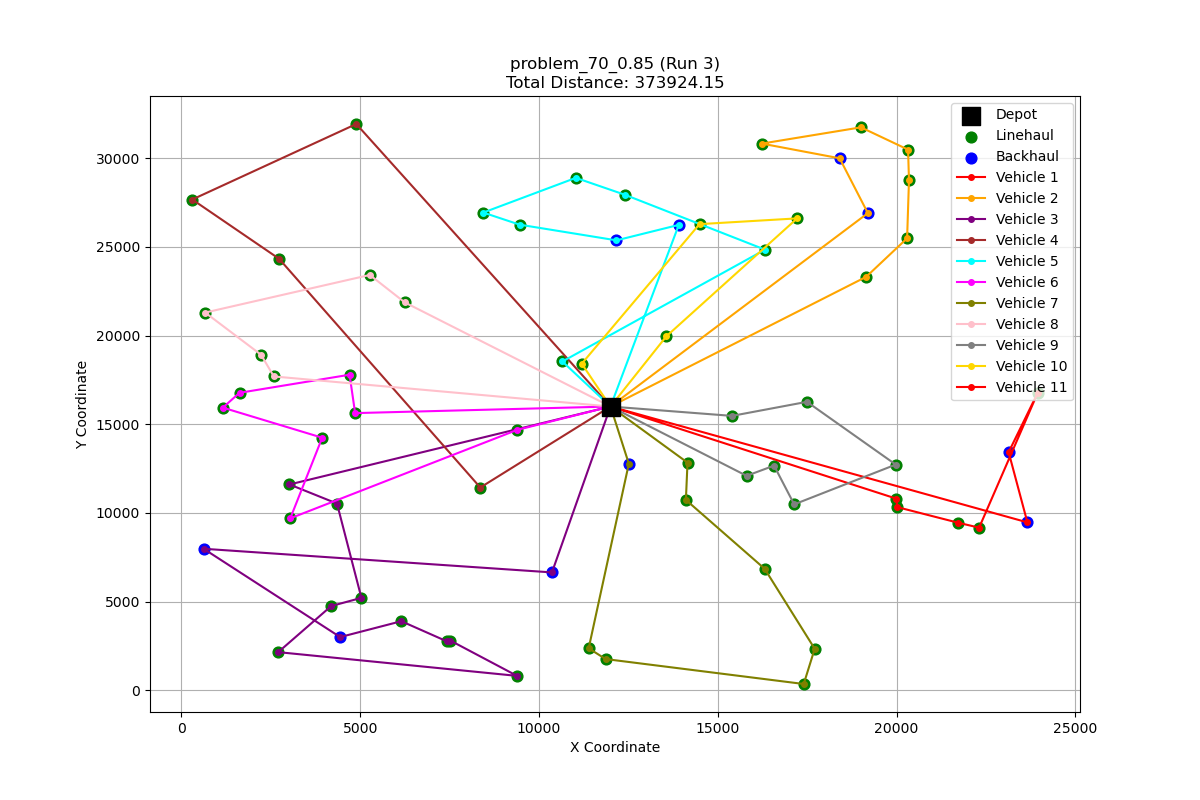 problem_70_0.85 (Run 3)
Total Distance: 373924.15
Depot
Linehaul
Backhaul
Vehicle 1
Vehicle 2
Vehicle 3
Vehicle 4
Vehicle 5
Vehicle 6
Vehicle 7
Vehicle 8
Vehicle 9
Vehicle 10
Vehicle 11
30000
25000
20000
15000
10000
5000
0
Y Coordinate
0
5000
10000
15000
20000
25000
X Coordinate